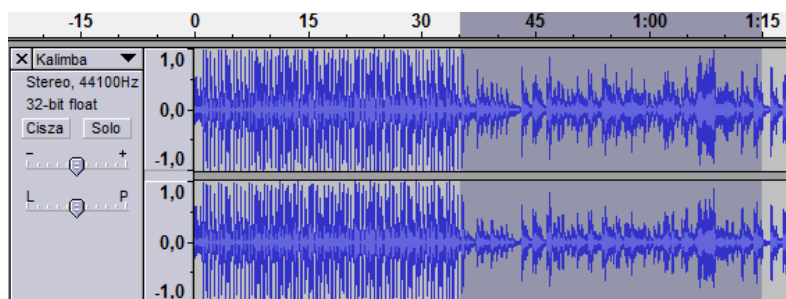 -15 0 15 30 45 1:00 1:15
Kalimba
Stereo, 44100Hz
32-bit float
Cisza Solo
- +
L P
1,0
0,0-
-1,0
1,0
0,0-
-1,0